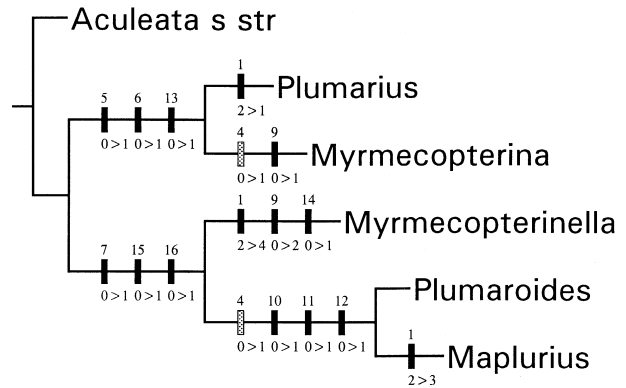 Aculeata s str
1
Plumarius
2>1
5 6 13
0>1 0>1 0>1
4 9
Myrmecopterina
0>1 0>1
1 9 14
Myrmecopterinella
2>4 0>2 0>1
7 15 16
0>1 0>1 0>1
Plumaroides
4 10 11 12
0>1 0>1 0>1 0>1
1
Maplurius
2>3